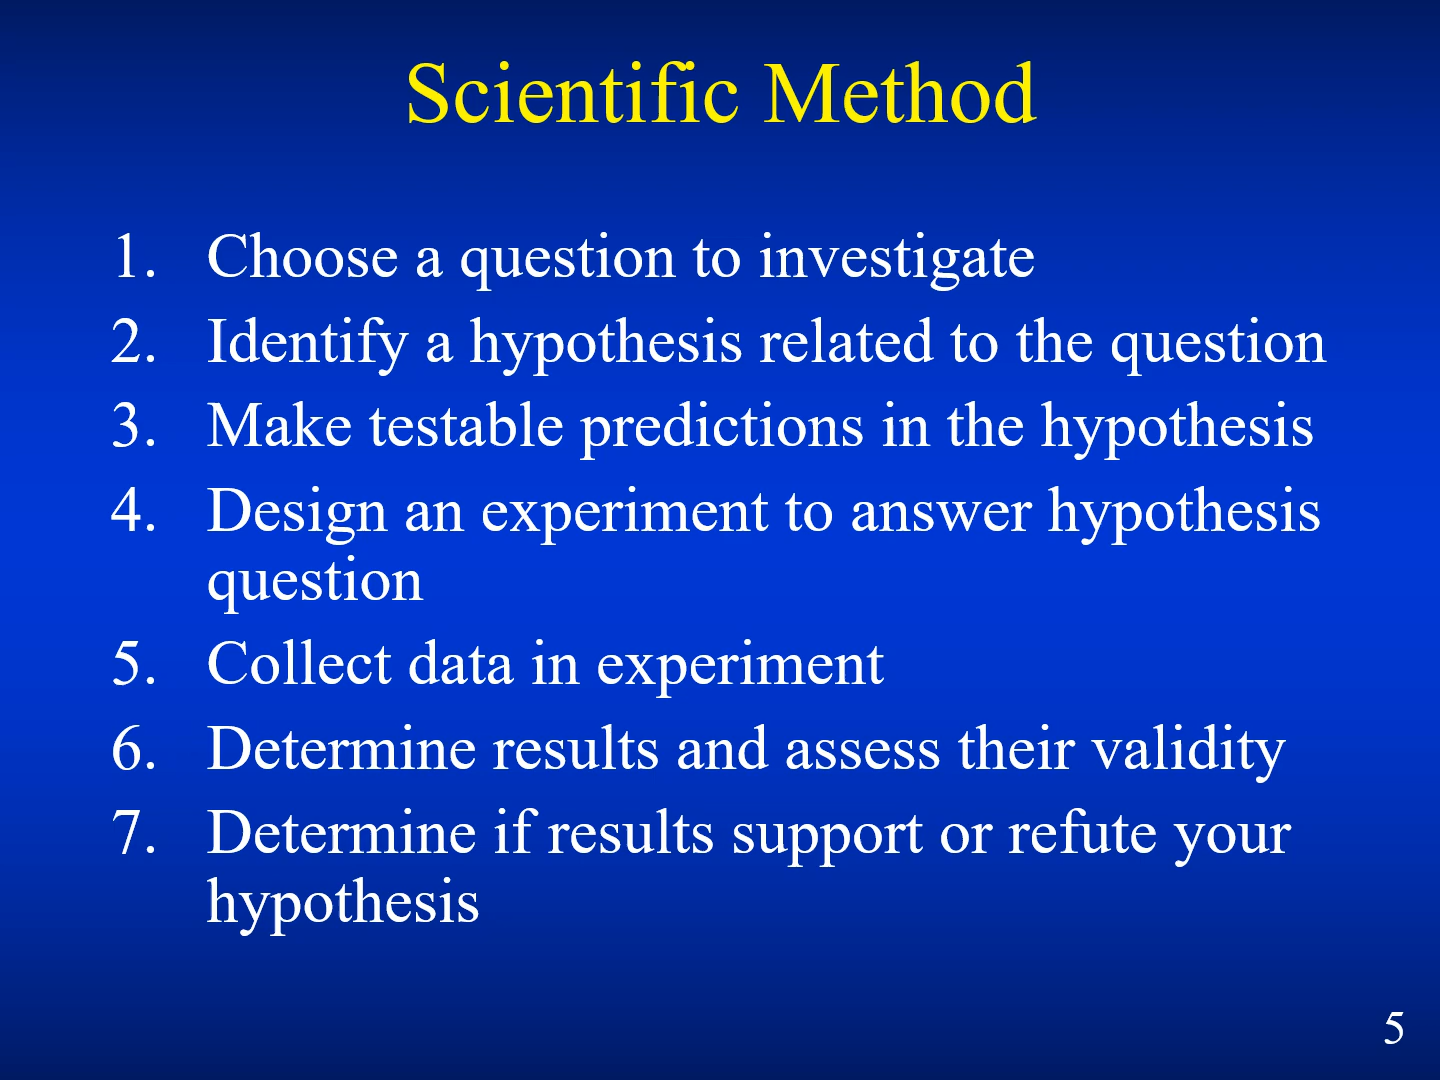 Scientific Method
1. Choose a question to investigate
2. Identify a hypothesis related to the question
3. Make testable predictions in the hypothesis
4. Design an experiment to answer hypothesis
question
5. Collect data in experiment
6. Determine results and assess their validity
7. Determine if results support or refute your
hypothesis
5